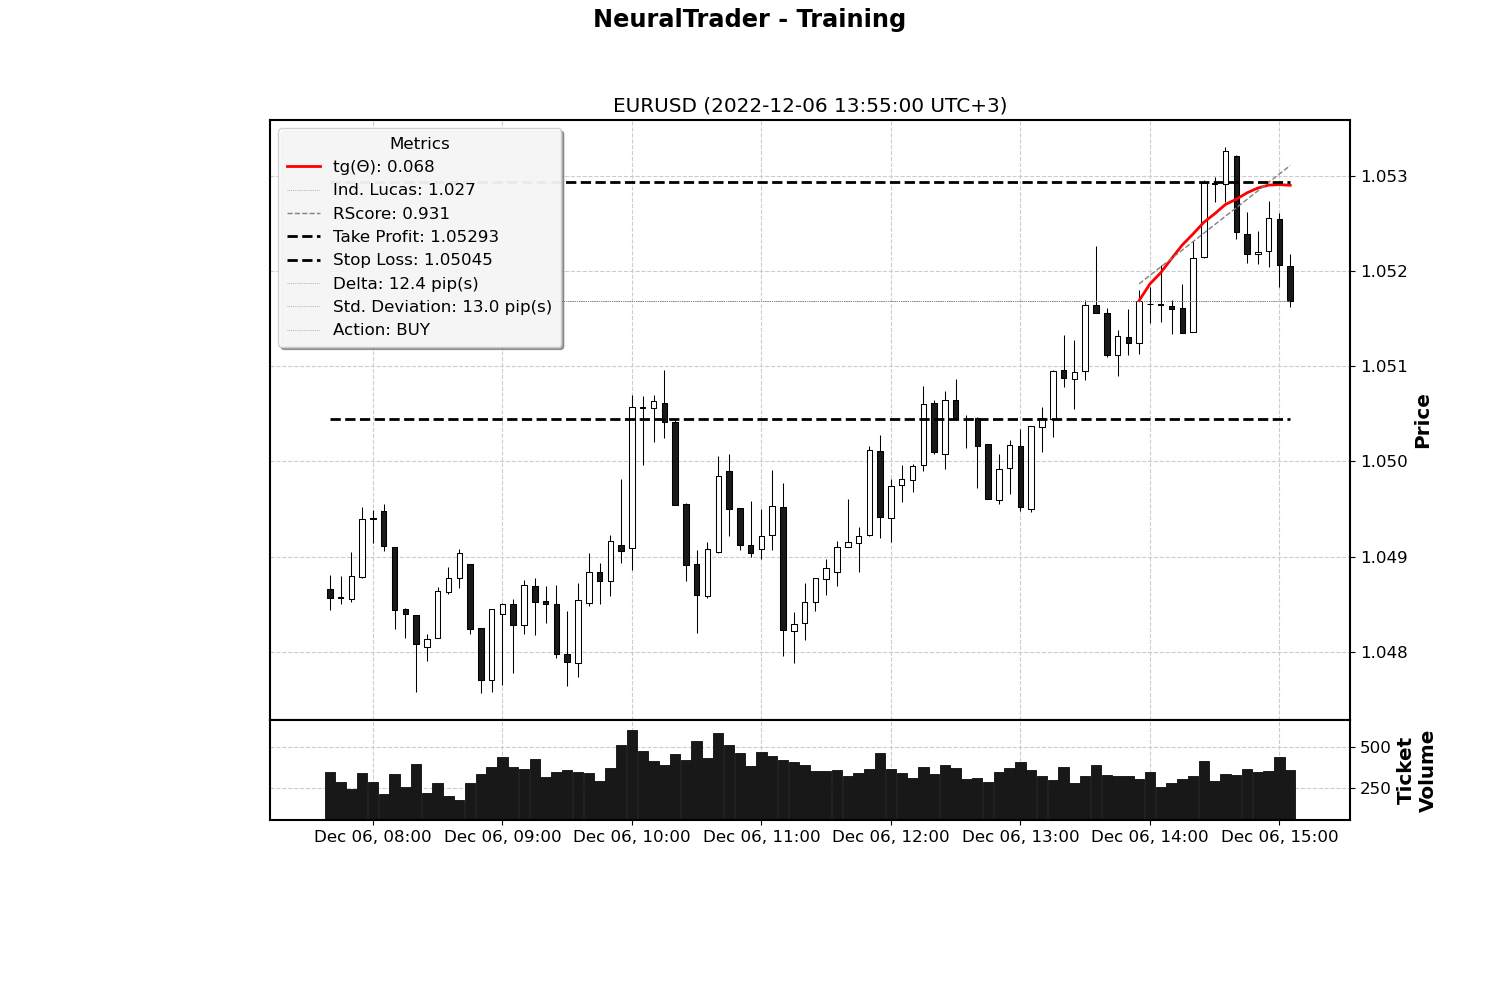 NeuralTrader - Training
EURUSD (2022-12-06 13:55:00 UTC+3)
Metrics
tg(Θ): 0.068
Ind. Lucas: 1.027
RScore: 0.931
Take Profit: 1.05293
Stop Loss: 1.05045
Delta: 12.4 pip(s)
Std. Deviation: 13.0 pip(s)
Action: BUY
1.053
1.052
1.051
1.050
1.049
1.048
Price
500
250
Ticket
Volume
Dec 06, 08:00
Dec 06, 09:00
Dec 06, 10:00
Dec 06, 11:00
Dec 06, 12:00
Dec 06, 13:00
Dec 06, 14:00
Dec 06, 15:00